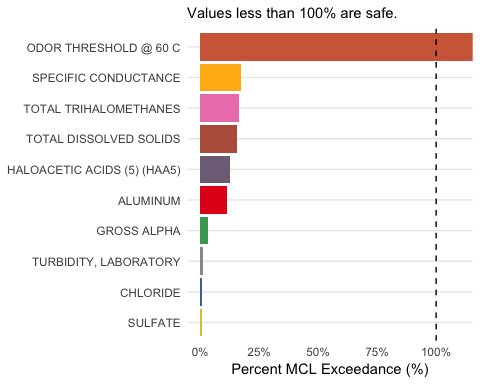 Values less than 100% are safe.
ODOR THRESHOLD @ 60 C
SPECIFIC CONDUCTANCE
TOTAL TRIHALOMETHANES
TOTAL DISSOLVED SOLIDS
HALOACETIC ACIDS (5) (HAA5)
ALUMINUM
GROSS ALPHA
TURBIDITY, LABORATORY
CHLORIDE
SULFATE
0% 25% 50% 75% 100%
Percent MCL Exceedance (%)